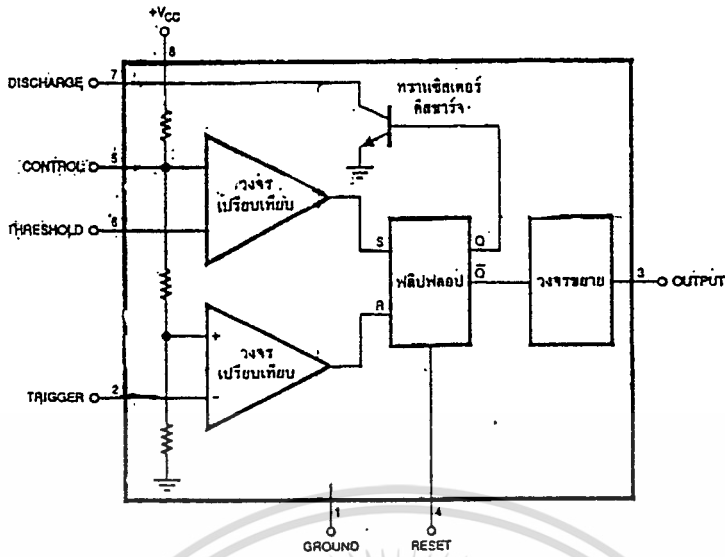 +VCC
8
7
DISCHARGE
ทรานซิสเตอร์
ดิสชาร์จ
5
CONTROL
วงจร
เปรียบเทียบ
6
THRESHOLD
S
Q
ฟลิปฟลอป
Q̅
วงจรขยาย
3
OUTPUT
R
+
วงจร
เปรียบเทียบ
2
TRIGGER
-
1
4
GROUND
RESET